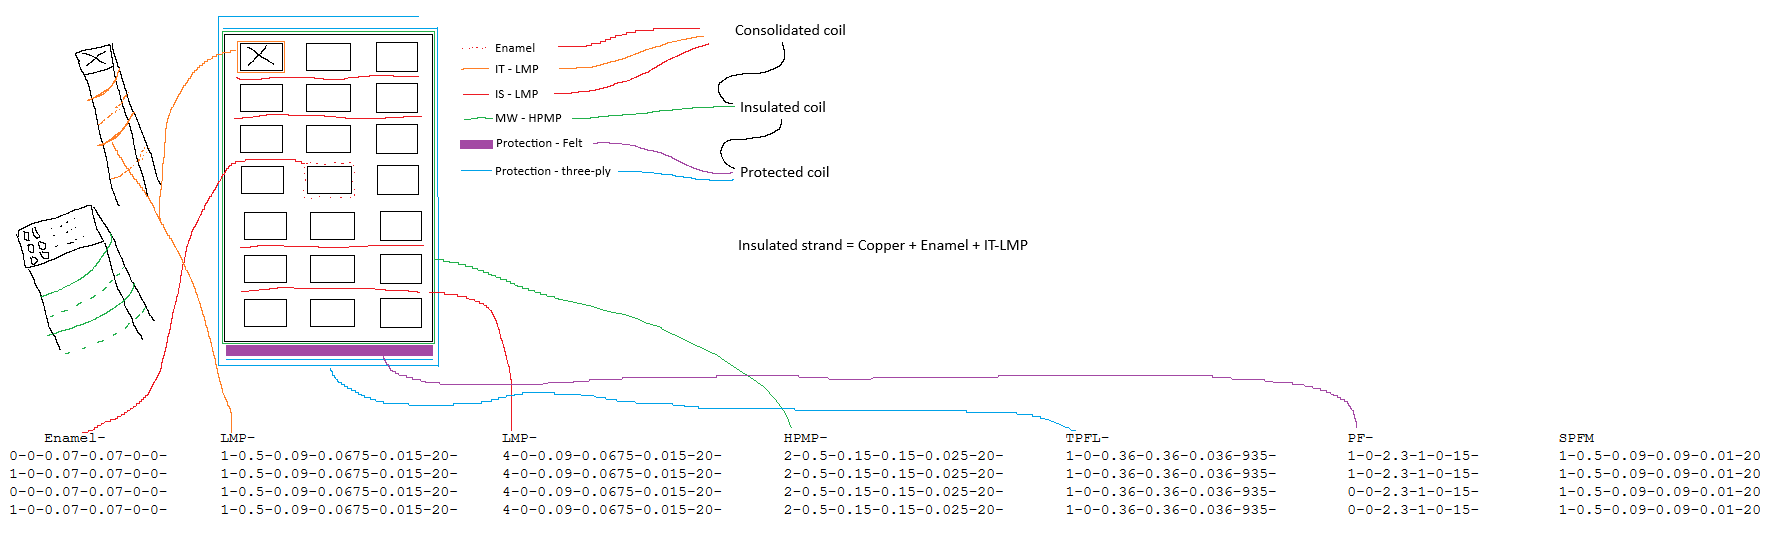 Consolidated coil
Enamel
IT - LMP
IS - LMP
Insulated coil
MW - HPMP
Protection - Felt
Protection - three-ply
Protected coil
Insulated strand = Copper + Enamel + IT-LMP
Enamel- LMP- LMP- HPMP- TPFL- PF- SPFM
0-0-0.07-0.07-0-0- 1-0.5-0.09-0.0675-0.015-20- 4-0-0.09-0.0675-0.015-20- 2-0.5-0.15-0.15-0.025-20- 1-0-0.36-0.36-0.036-935- 1-0-2.3-1-0-15- 1-0.5-0.09-0.09-0.01-20
1-0-0.07-0.07-0-0- 1-0.5-0.09-0.0675-0.015-20- 4-0-0.09-0.0675-0.015-20- 2-0.5-0.15-0.15-0.025-20- 1-0-0.36-0.36-0.036-935- 1-0-2.3-1-0-15- 1-0.5-0.09-0.09-0.01-20
0-0-0.07-0.07-0-0- 1-0.5-0.09-0.0675-0.015-20- 4-0-0.09-0.0675-0.015-20- 2-0.5-0.15-0.15-0.025-20- 1-0-0.36-0.36-0.036-935- 0-0-2.3-1-0-15- 1-0.5-0.09-0.09-0.01-20
1-0-0.07-0.07-0-0- 1-0.5-0.09-0.0675-0.015-20- 4-0-0.09-0.0675-0.015-20- 2-0.5-0.15-0.15-0.025-20- 1-0-0.36-0.36-0.036-935- 0-0-2.3-1-0-15- 1-0.5-0.09-0.09-0.01-20